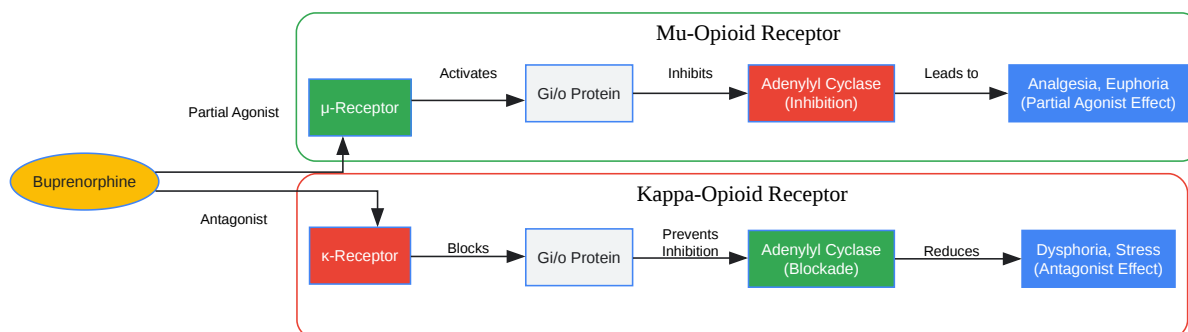 Mu-Opioid Receptor
Activates
Inhibits
Leads to
μ-Receptor
Gi/o Protein
Adenylyl Cyclase
(Inhibition)
Analgesia, Euphoria
(Partial Agonist Effect)
Partial Agonist
Buprenorphine
Antagonist
Kappa-Opioid Receptor
κ-Receptor
Blocks
Gi/o Protein
Prevents
Inhibition
Adenylyl Cyclase
(Blockade)
Reduces
Dysphoria, Stress
(Antagonist Effect)